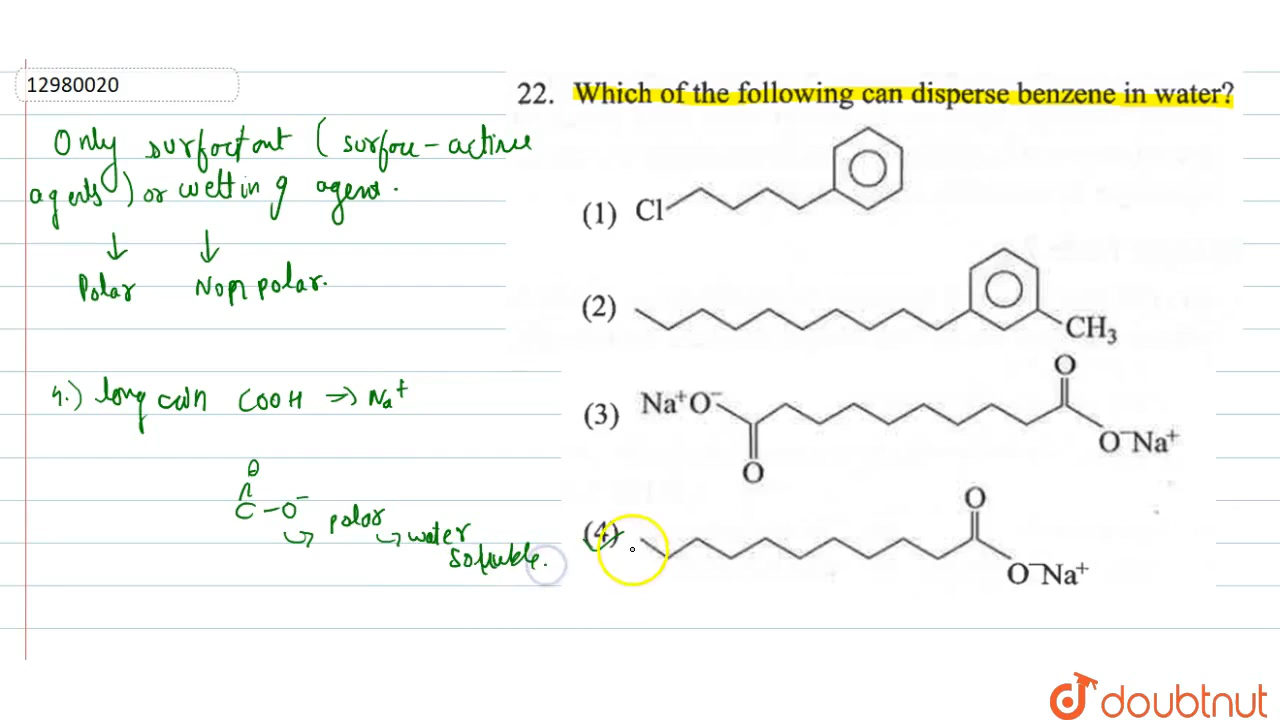 12980020
22. Which of the following can disperse benzene in water?
Only surfactant (surface-active
agents) or wetting agent.
↓ ↓
Polar Non polar.
(1) Cl
(2) CH3
4.) long COOH ⇒ Na+
(3) Na+O− O O O−Na+
O
C–O−
polar
→ water
soluble.
(4) O O−Na+
doubtnut